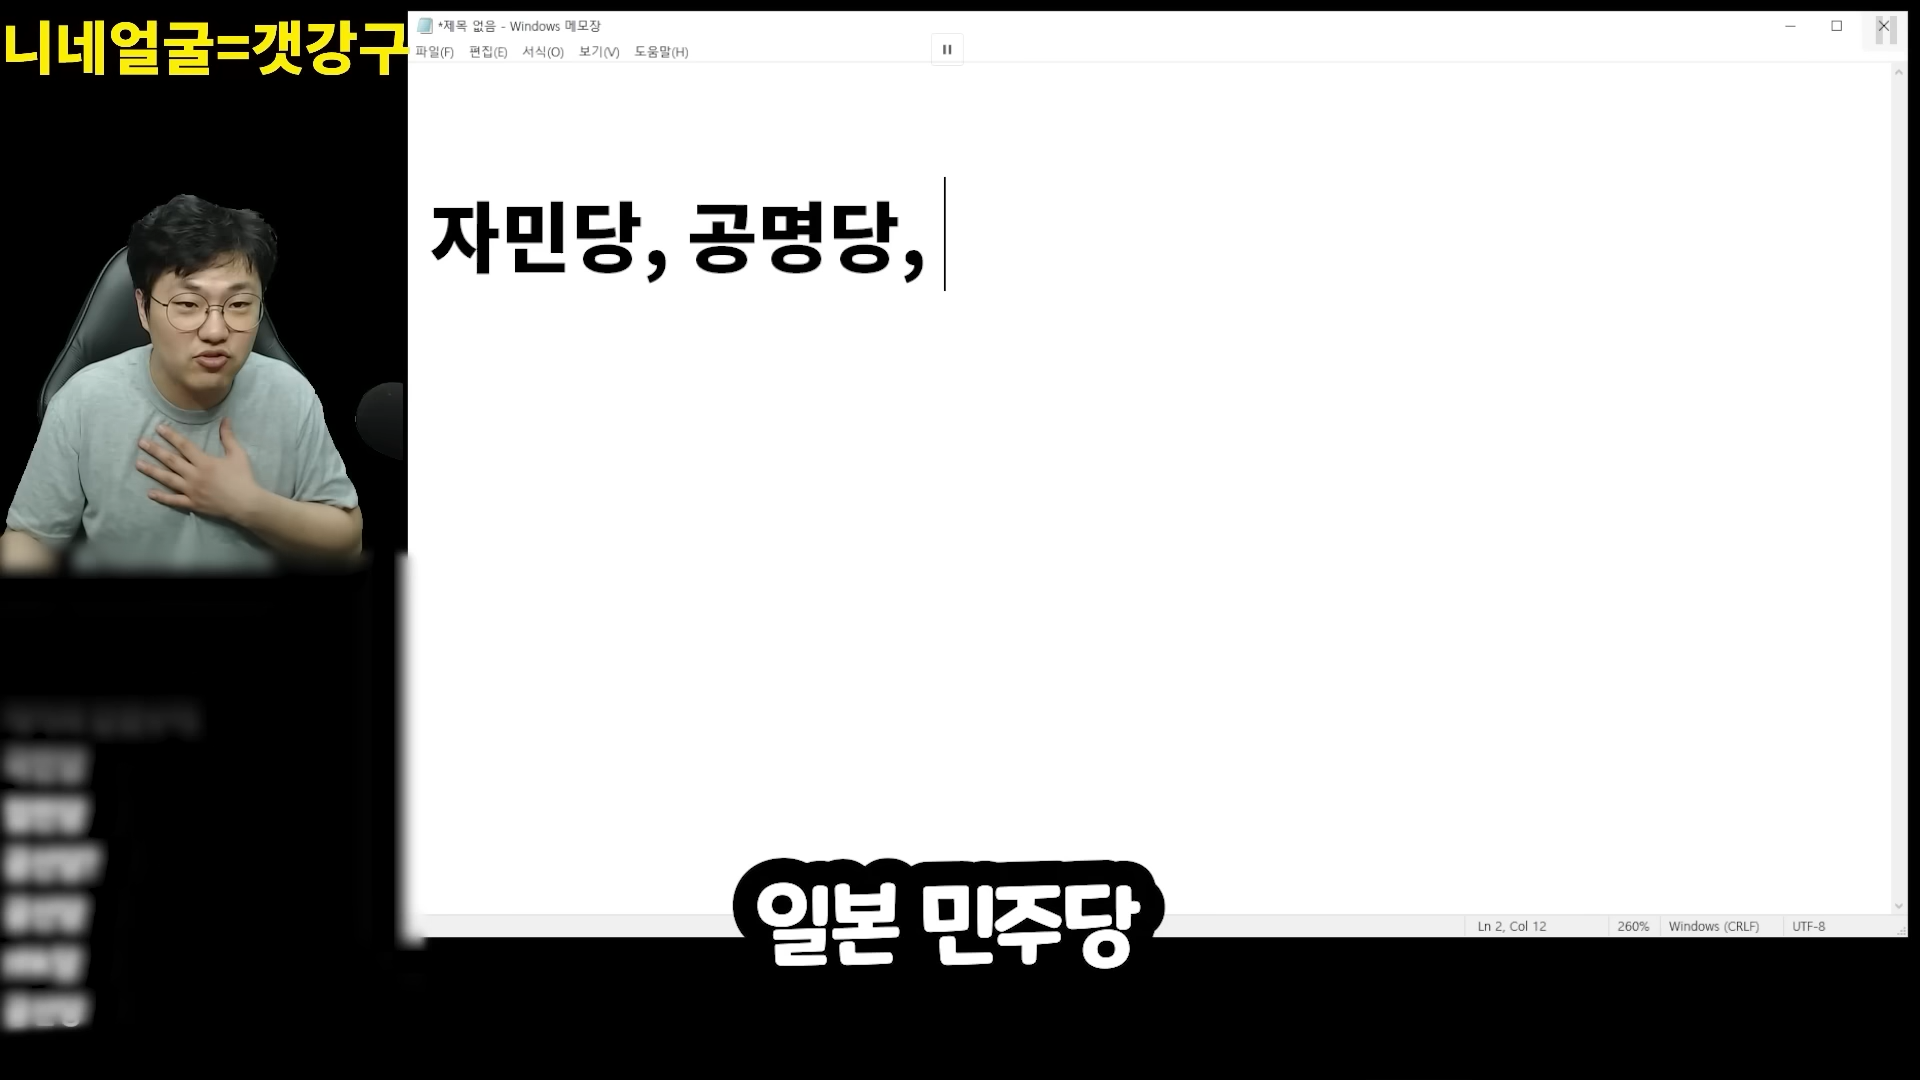 니네얼굴=갯강구
*제목 없음 - Windows 메모장
파일(F) 편집(E) 서식(O) 보기(V) 도움말(H)
자민당, 공명당,
일본 민주당
Ln 2, Col 12 260% Windows (CRLF) UTF-8